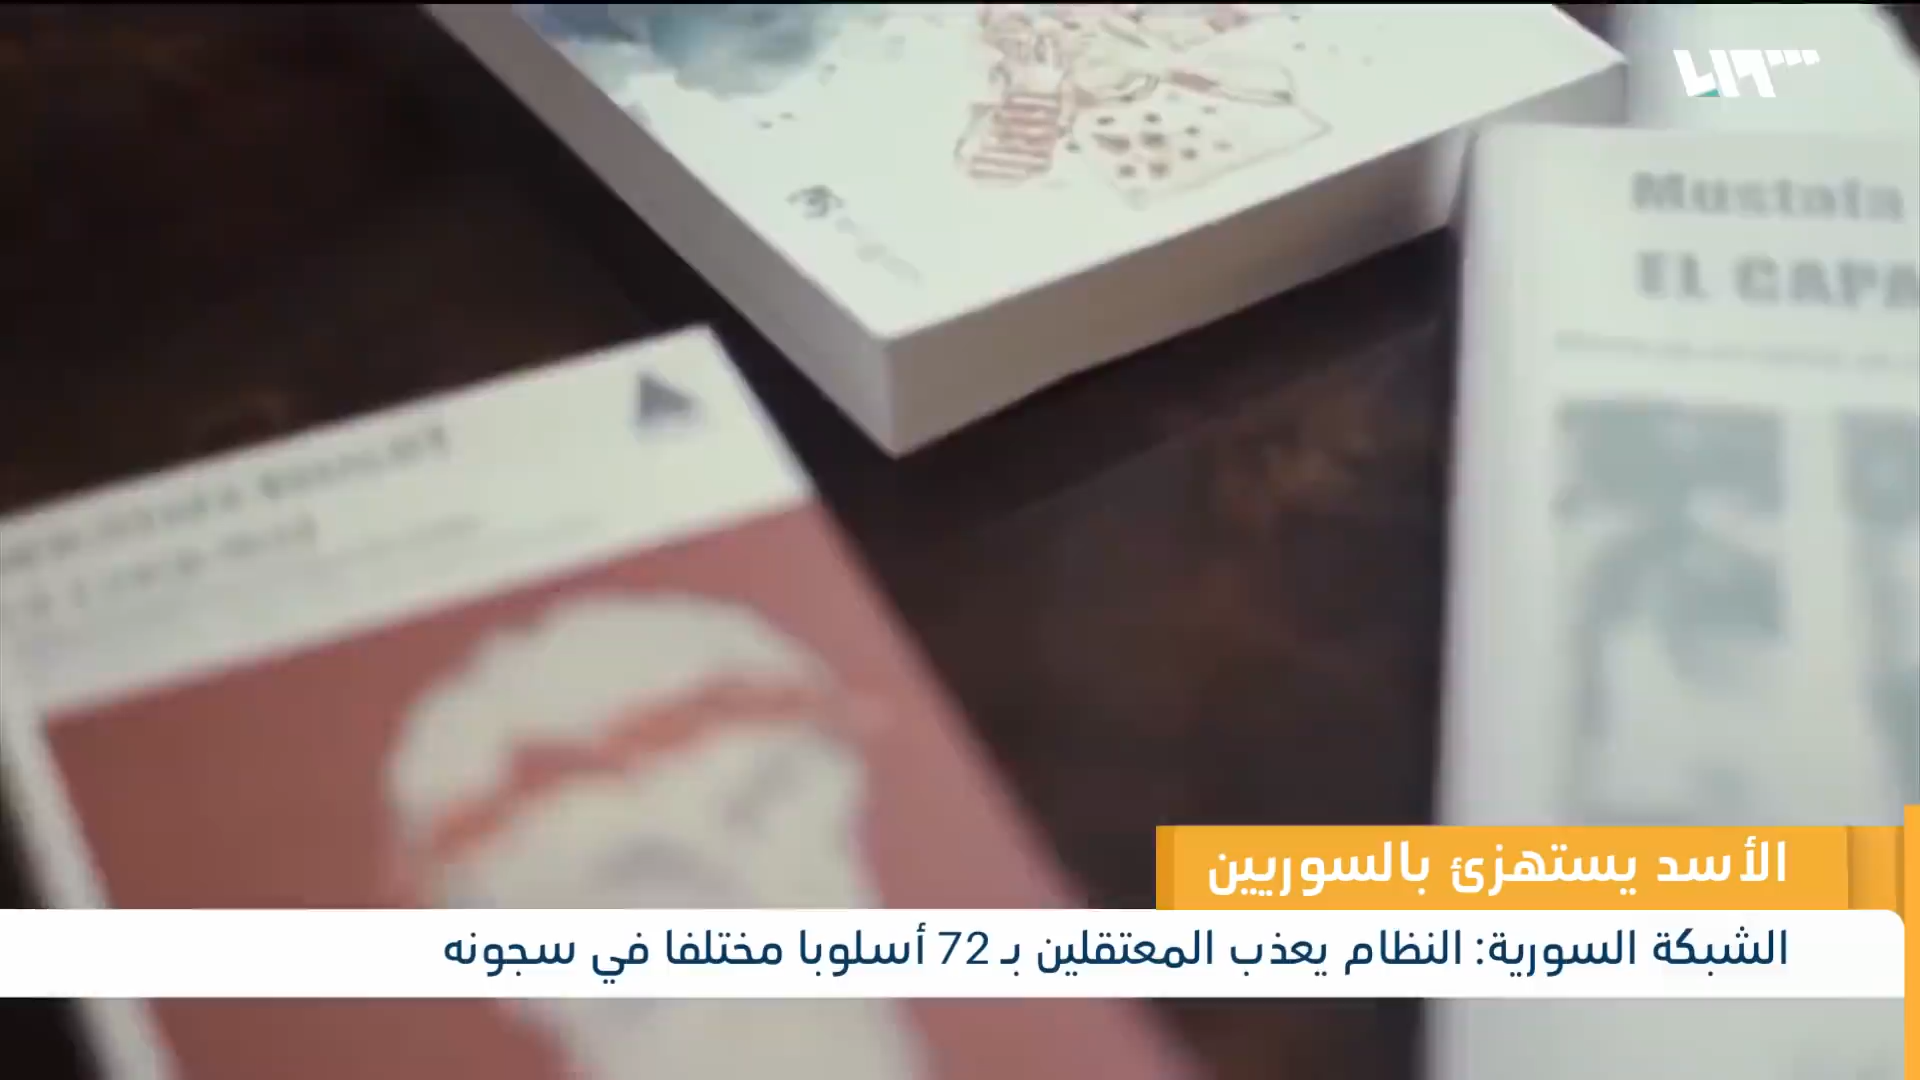 Mustafa
EL CAPA
الأسد يستهزئ بالسوريين
الشبكة السورية: النظام يعذب المعتقلين بـ 72 أسلوبا مختلفا في سجونه